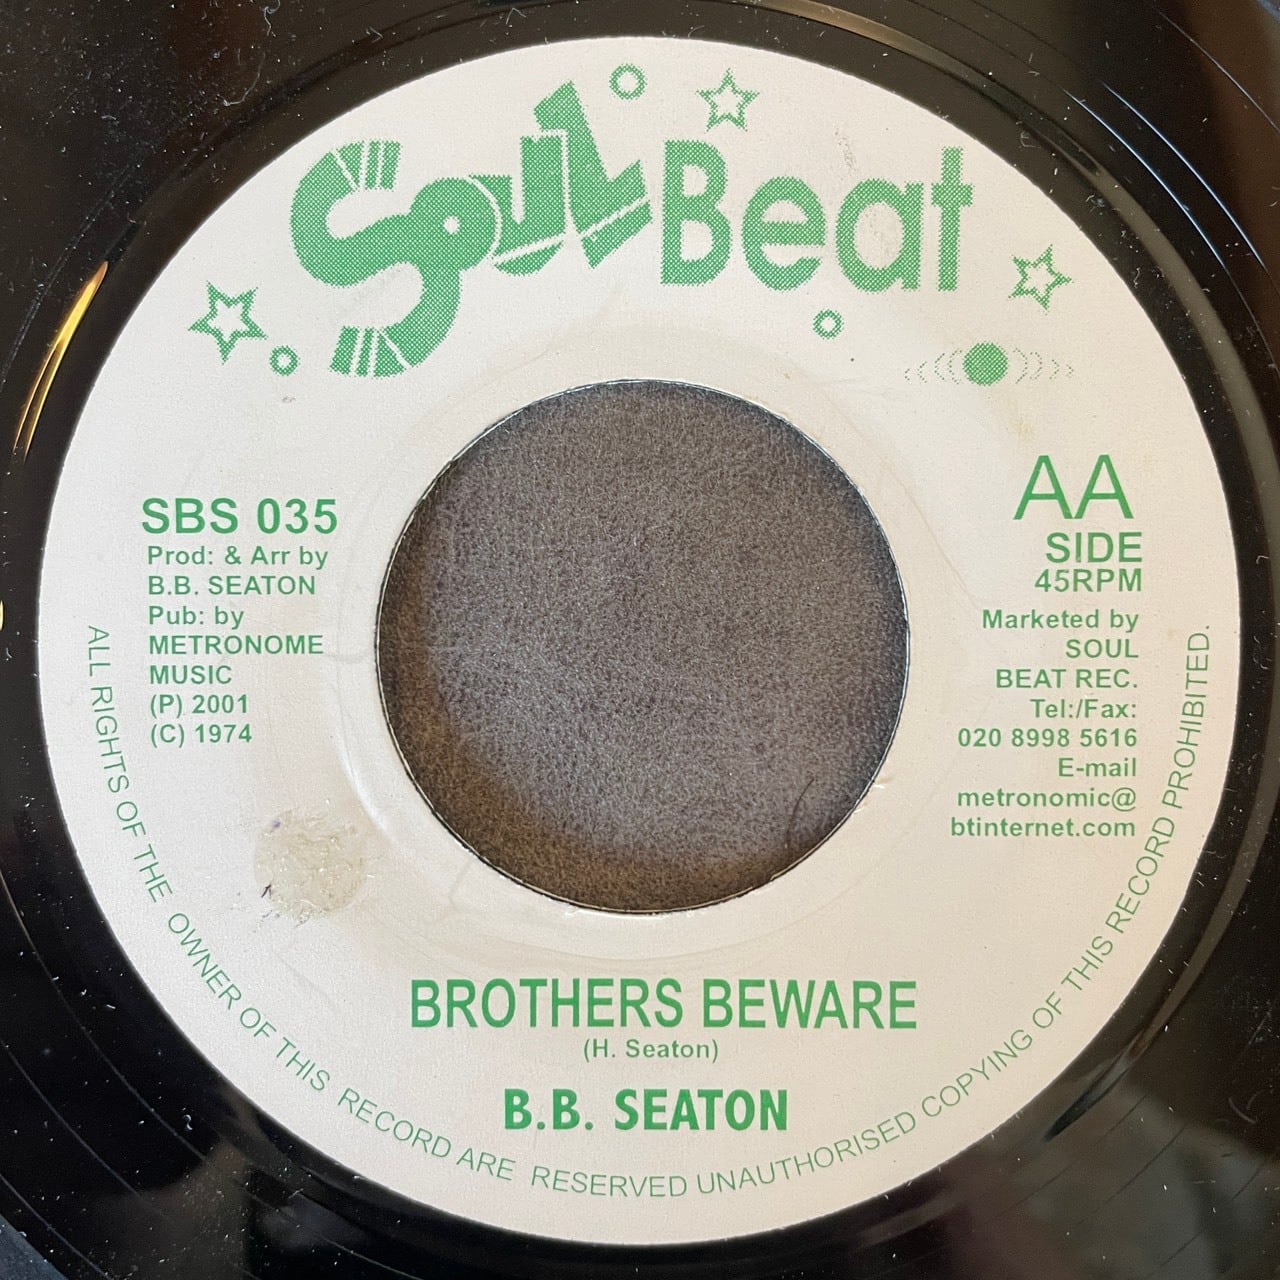 Soul Beat
SBS 035
Prod: & Arr by
B.B. SEATON
Pub: by
METRONOME
MUSIC
(P) 2001
(C) 1974
AA
SIDE
45RPM
Marketed by
SOUL
BEAT REC.
Tel:/Fax:
020 8998 5616
E-mail
metronomic@
btinternet.com
BROTHERS BEWARE
(H. Seaton)
B.B. SEATON
ALL RIGHTS OF THE OWNER OF THIS RECORD ARE RESERVED UNAUTHORISED COPYING OF THIS RECORD PROHIBITED.